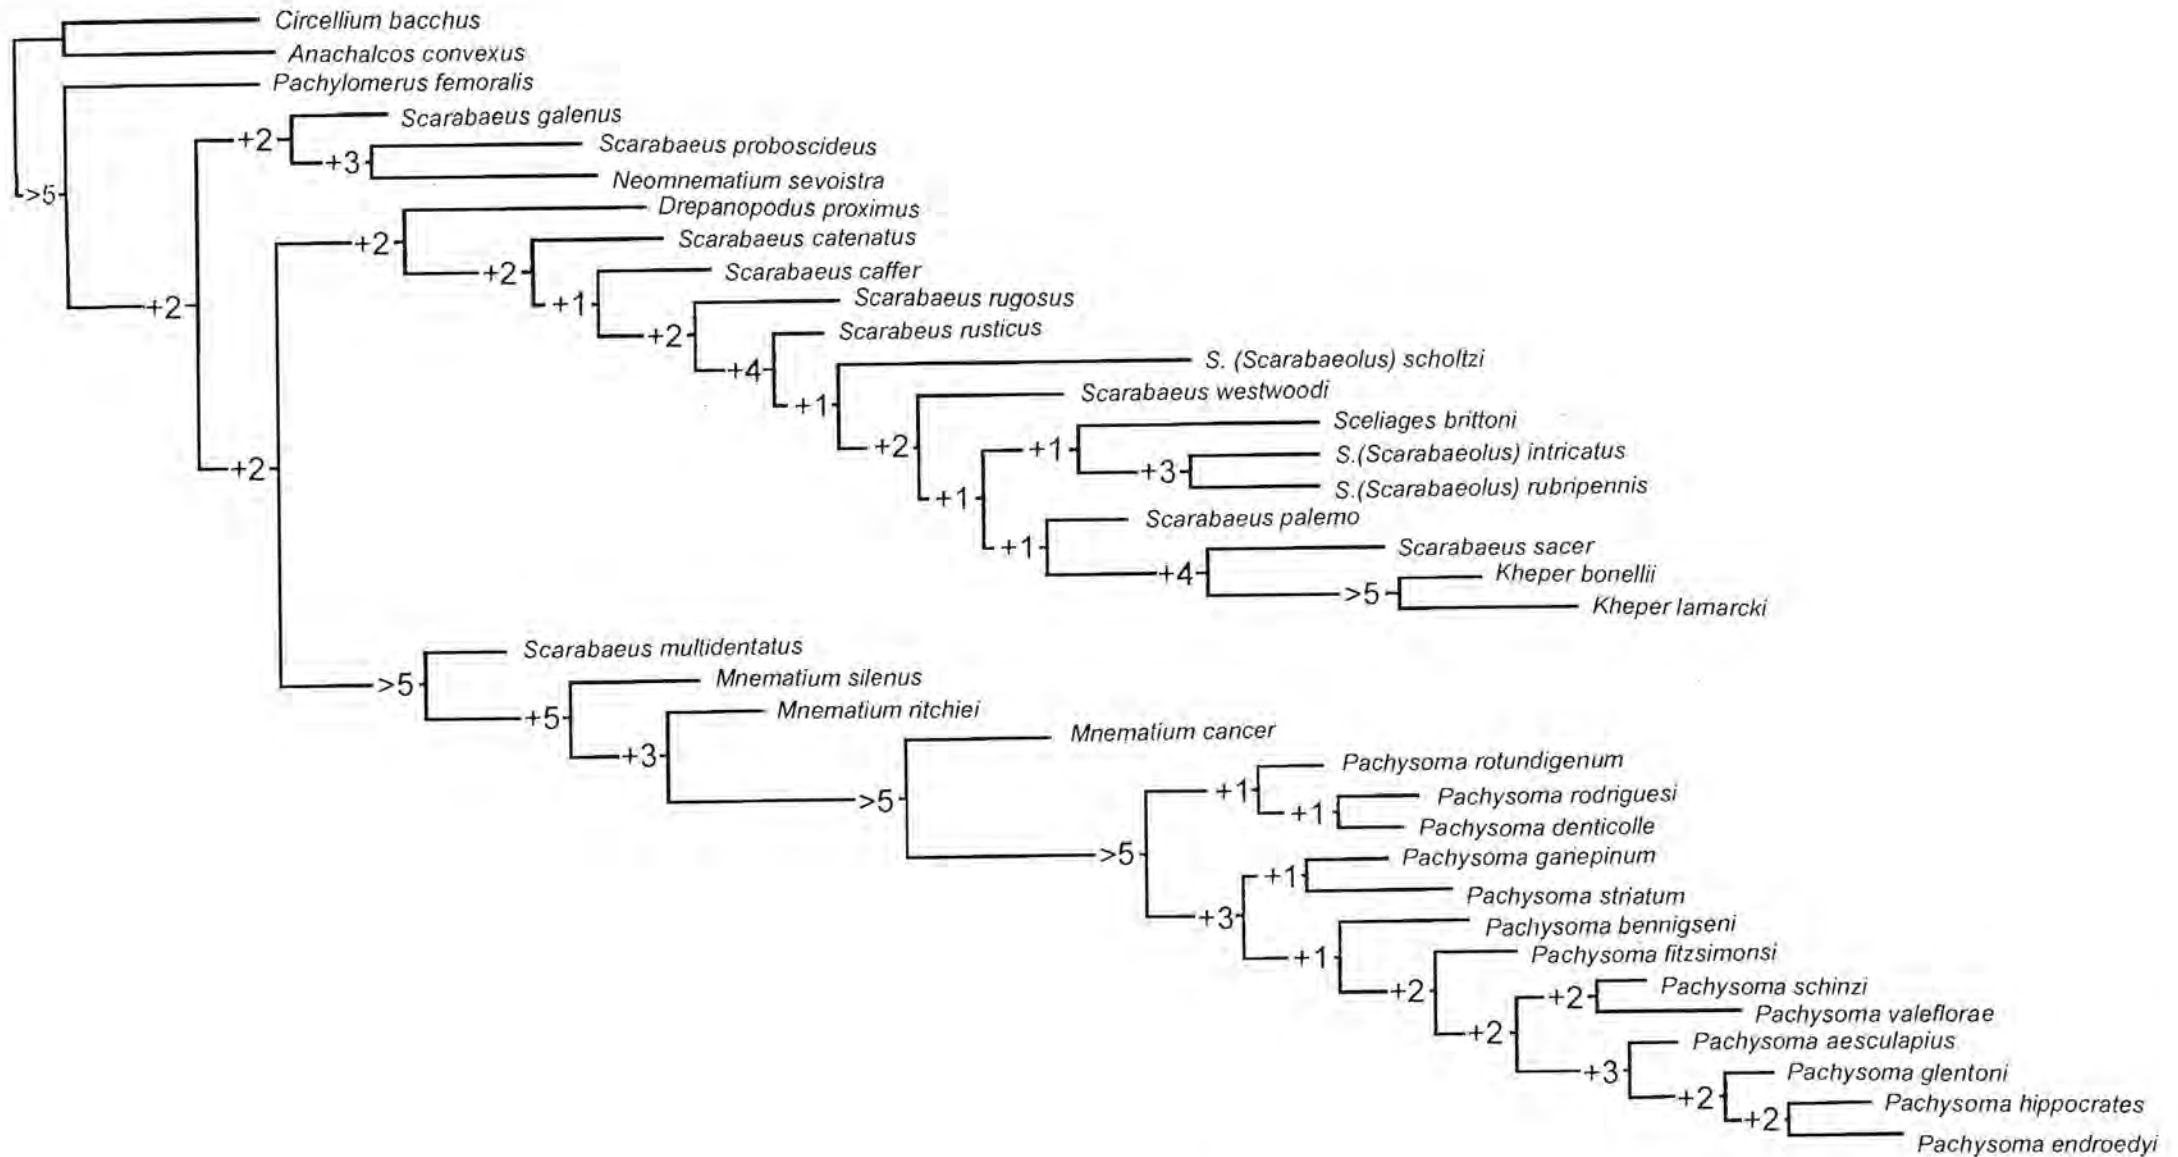 Circellium bacchus
Anachalcos convexus
Pachylomerus femoralis
Scarabaeus galenus
+2
Scarabaeus proboscideus
+3
Neomnematium sevoistra
>5
Drepanopodus proximus
Scarabaeus catenatus
+2
Scarabaeus caffer
+2
Scarabaeus rugosus
+1
+2
Scarabeus rusticus
+2
S. (Scarabaeolus) scholtzi
+4
Scarabaeus westwoodi
+1
Sceliages brittoni
+2
+1
S.(Scarabaeolus) intricatus
+2
+3
S.(Scarabaeolus) rubripennis
+1
Scarabaeus palemo
+1
Scarabaeus sacer
+4
Kheper bonellii
>5
Kheper lamarcki
Scarabaeus multidentatus
Mnematium silenus
>5
Mnematium ritchiei
+5
Mnematium cancer
+3
Pachysoma rotundigenum
+1
Pachysoma rodriguesi
>5
+1
Pachysoma denticolle
>5
Pachysoma ganepinum
+1
Pachysoma striatum
+3
Pachysoma bennigseni
+1
Pachysoma fitzsimonsi
+2
Pachysoma schinzi
+2
Pachysoma valeflorae
+2
Pachysoma aesculapius
+3
Pachysoma glentoni
+2
Pachysoma hippocrates
+2
Pachysoma endroedyi